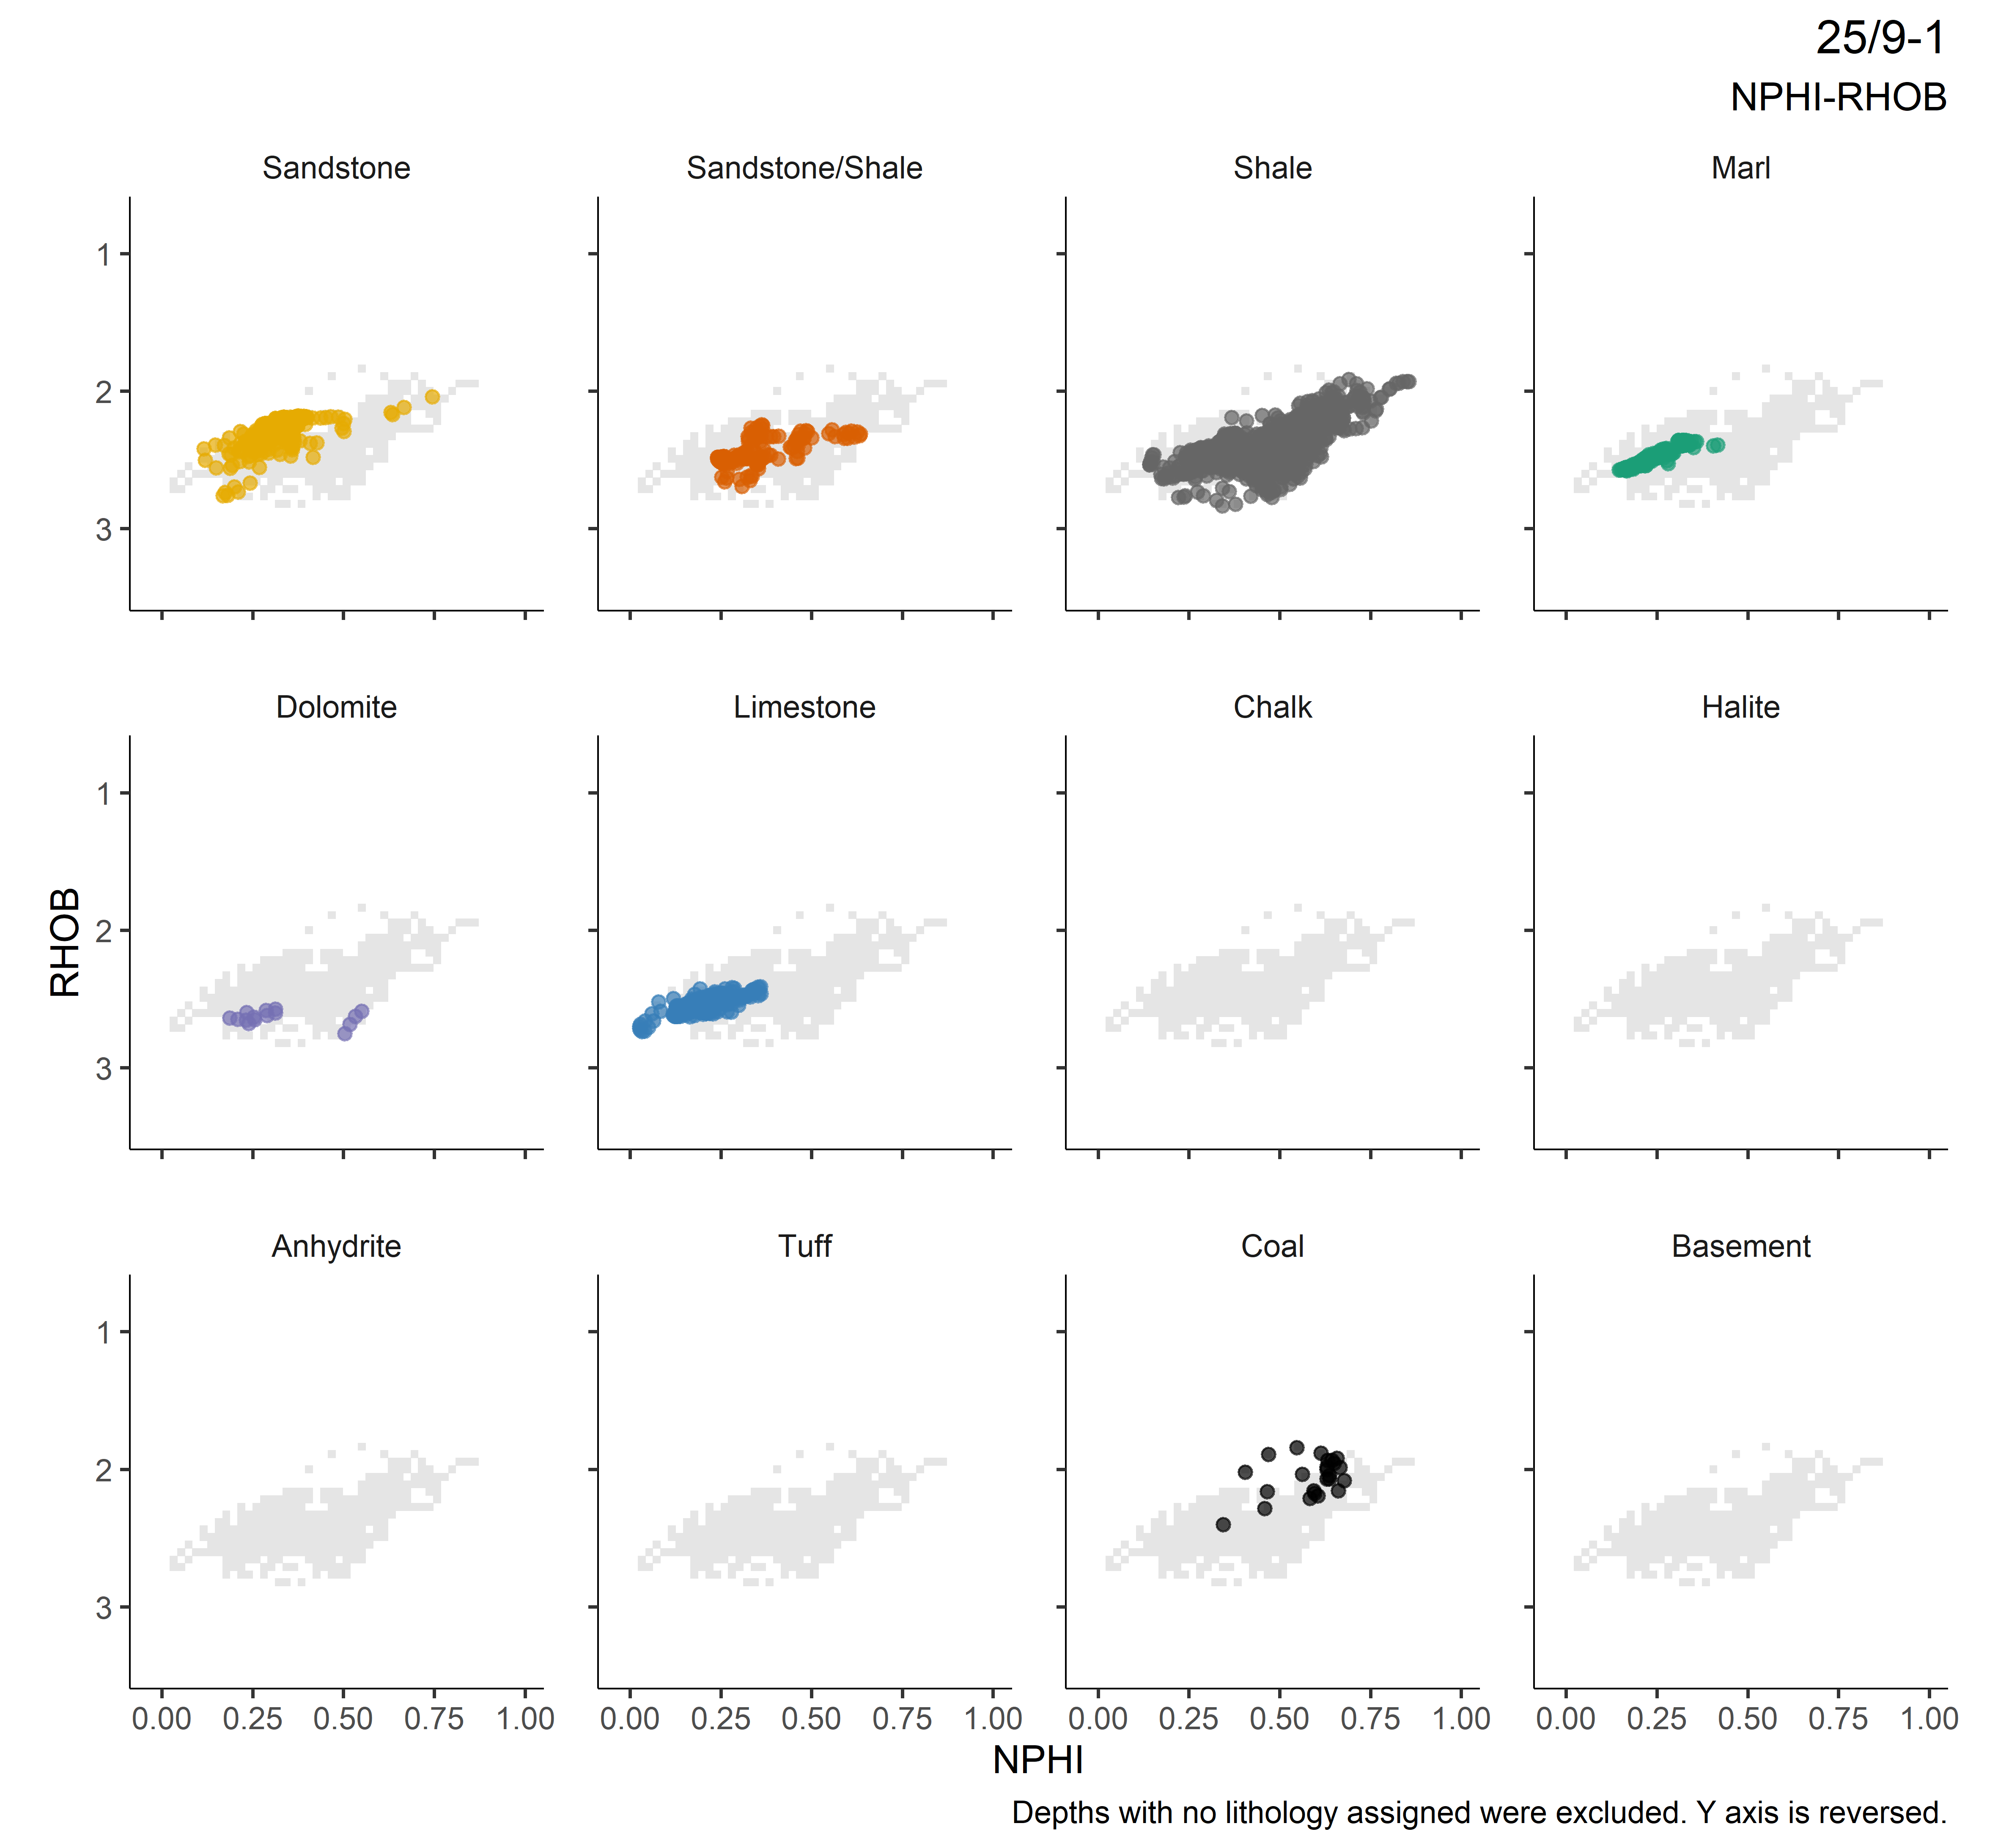 25/9-1
NPHI-RHOB
Sandstone
Sandstone/Shale
Shale
Marl
1
2
3
Dolomite
Limestone
Chalk
Halite
RHOB
1
2
3
Anhydrite
Tuff
Coal
Basement
1
2
3
0.00 0.25 0.50 0.75 1.00
0.00 0.25 0.50 0.75 1.00
0.00 0.25 0.50 0.75 1.00
0.00 0.25 0.50 0.75 1.00
NPHI
Depths with no lithology assigned were excluded. Y axis is reversed.